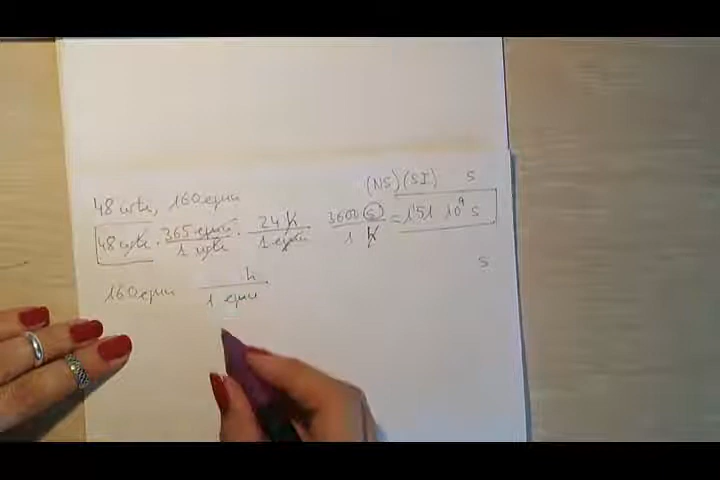 (NS)(SI) s
48 urte, 160 egun
48 urte · 365 egun / 1 urte · 24 h / 1 egun · 3600 s / 1 h = 1'51 10⁹ s
s
160 egun h / 1 egun ·